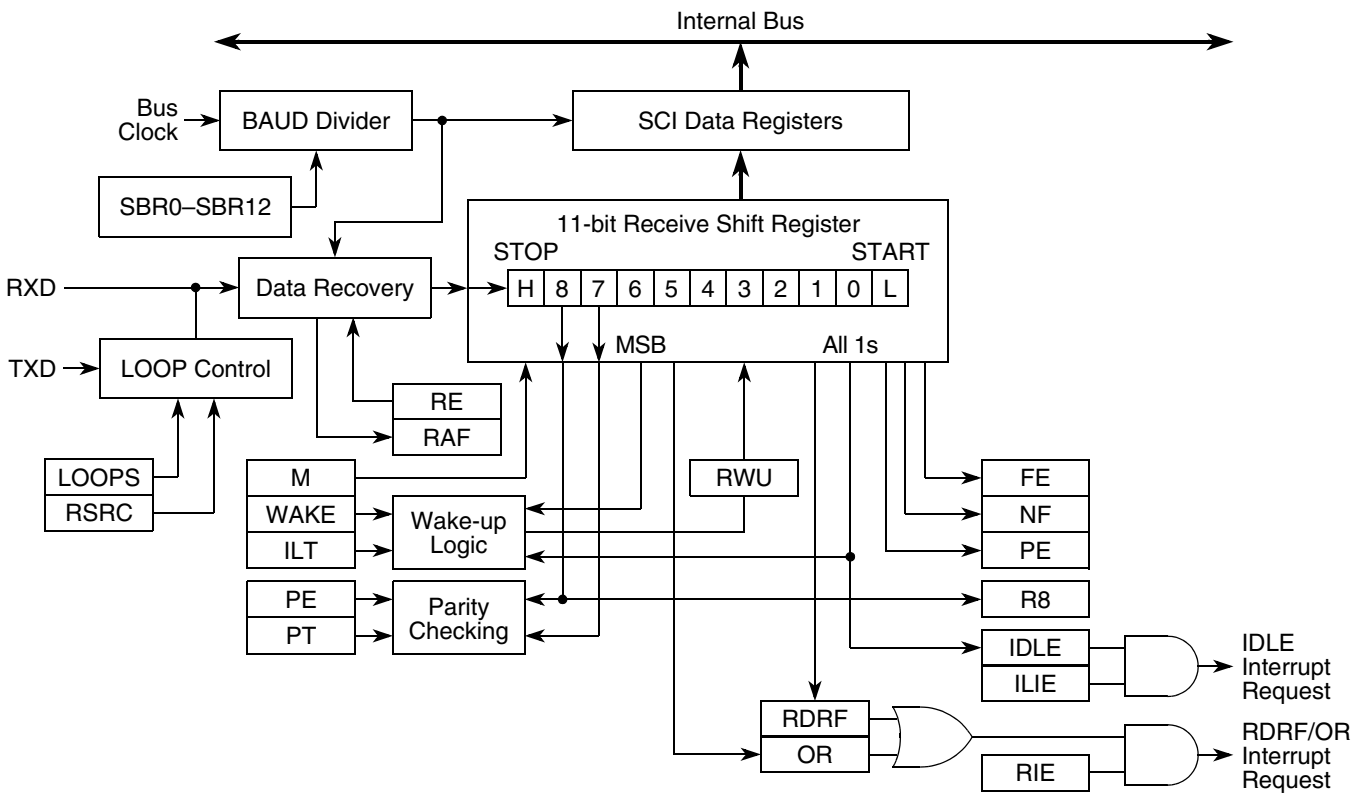 Internal Bus
Bus
Clock
BAUD Divider
SCI Data Registers
SBR0–SBR12
11-bit Receive Shift Register
STOP
START
RXD
Data Recovery
H 8 7 6 5 4 3 2 1 0 L
MSB
All 1s
TXD
LOOP Control
RE
RAF
LOOPS
RSRC
M
WAKE
ILT
Wake-up
Logic
RWU
FE
NF
PE
PE
PT
Parity
Checking
R8
IDLE
ILIE
IDLE
Interrupt
Request
RDRF
OR
RIE
RDRF/OR
Interrupt
Request